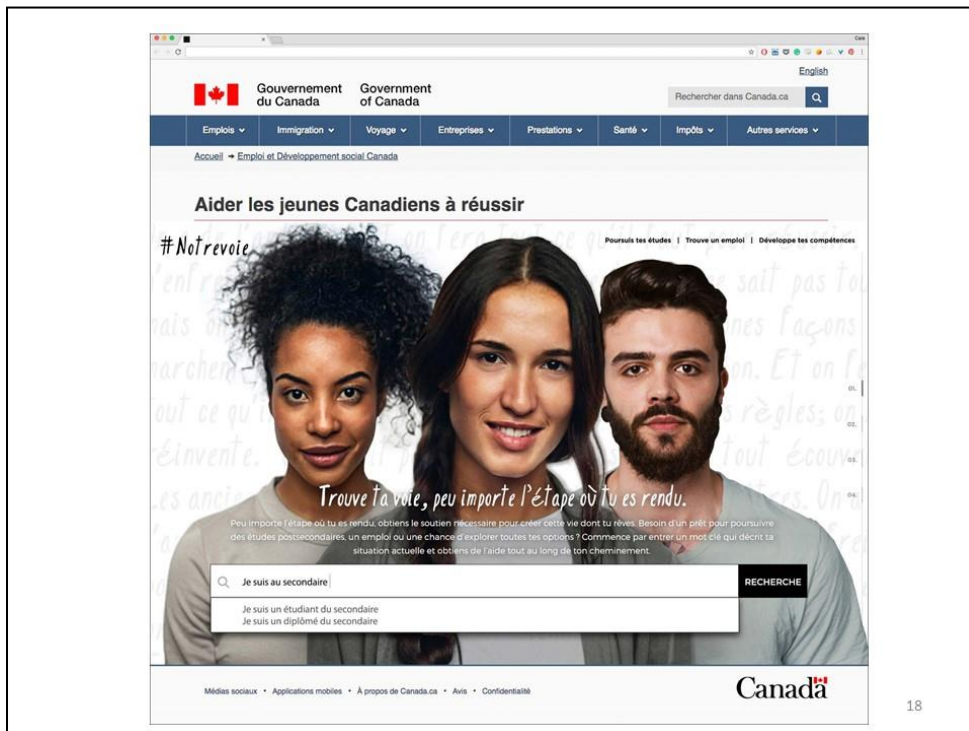 Care
English
Gouvernement du Canada
Government of Canada
Rechercher dans Canada.ca
Emplois
Immigration
Voyage
Entreprises
Prestations
Santé
Impôts
Autres services
Accueil → Emploi et Développement social Canada
Aider les jeunes Canadiens à réussir
#Notrevoie
Poursuis tes études | Trouve un emploi | Développe tes compétences
01.
02.
03.
04.
Trouve ta voie, peu importe l'étape où tu es rendu.
Peu importe l'étape où tu es rendu, obtiens le soutien nécessaire pour créer cette vie dont tu rêves. Besoin d'un prêt pour poursuivre
des études postsecondaires, un emploi ou une chance d'explorer toutes tes options ? Commence par entrer un mot clé qui décrit ta
situation actuelle et obtiens de l'aide tout au long de ton cheminement.
Je suis au secondaire
RECHERCHE
Je suis un étudiant du secondaire
Je suis un diplômé du secondaire
Médias sociaux • Applications mobiles • À propos de Canada.ca • Avis • Confidentialité
Canada
18